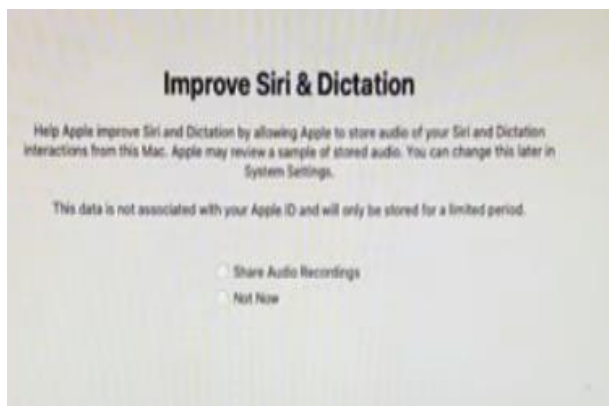 Improve Siri & Dictation
Help Apple improve Siri and Dictation by allowing Apple to store audio of your Siri and Dictation
interactions from this Mac. Apple may review a sample of stored audio. You can change this later in
System Settings.
This data is not associated with your Apple ID and will only be stored for a limited period.
Share Audio Recordings
Not Now